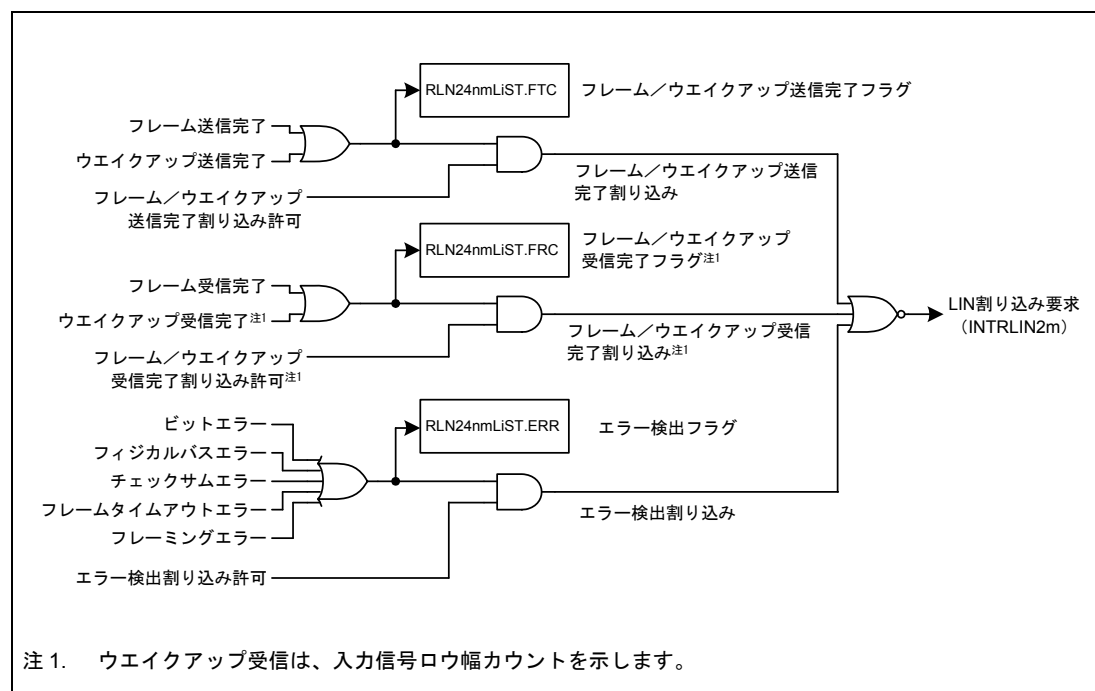 RLN24nmLiST.FTC
フレーム／ウエイクアップ送信完了フラグ
フレーム送信完了
ウエイクアップ送信完了
フレーム／ウエイクアップ
送信完了割り込み許可
フレーム／ウエイクアップ送信
完了割り込み
RLN24nmLiST.FRC
フレーム／ウエイクアップ
受信完了フラグ注1
フレーム受信完了
ウエイクアップ受信完了注1
フレーム／ウエイクアップ
受信完了割り込み許可注1
フレーム／ウエイクアップ受信
完了割り込み注1
LIN割り込み要求
（INTRLIN2m）
RLN24nmLiST.ERR
エラー検出フラグ
ビットエラー
フィジカルバスエラー
チェックサムエラー
フレームタイムアウトエラー
フレーミングエラー
エラー検出割り込み許可
エラー検出割り込み
注 1. ウエイクアップ受信は、入力信号ロウ幅カウントを示します。